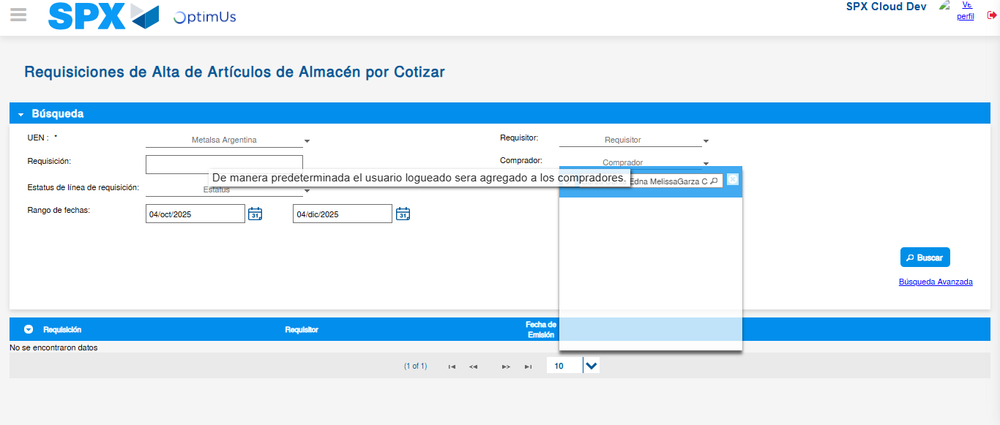 SPX OptimUs
SPX Cloud Dev
Ve
perfil
Requisiciones de Alta de Artículos de Almacén por Cotizar
Búsqueda
UEN : *
Metalsa Argentina
Requisitor:
Requisitor
Requisición:
Comprador:
Comprador
De manera predeterminada el usuario logueado sera agregado a los compradores.
Edna MelissaGarza C
Estatus de línea de requisición:
Estatus
Rango de fechas:
04/oct/2025
31
04/dic/2025
31
Buscar
Búsqueda Avanzada
Requisición
Requisitor
Fecha de
Emisión
No se encontraron datos
(1 of 1)
10